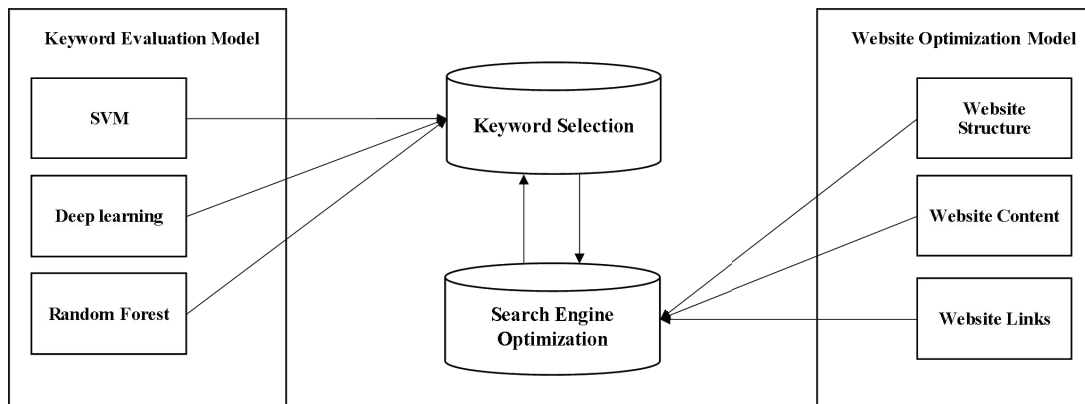 Keyword Evaluation Model
SVM
Deep learning
Random Forest
Keyword Selection
Search Engine
Optimization
Website Optimization Model
Website
Structure
Website Content
Website Links